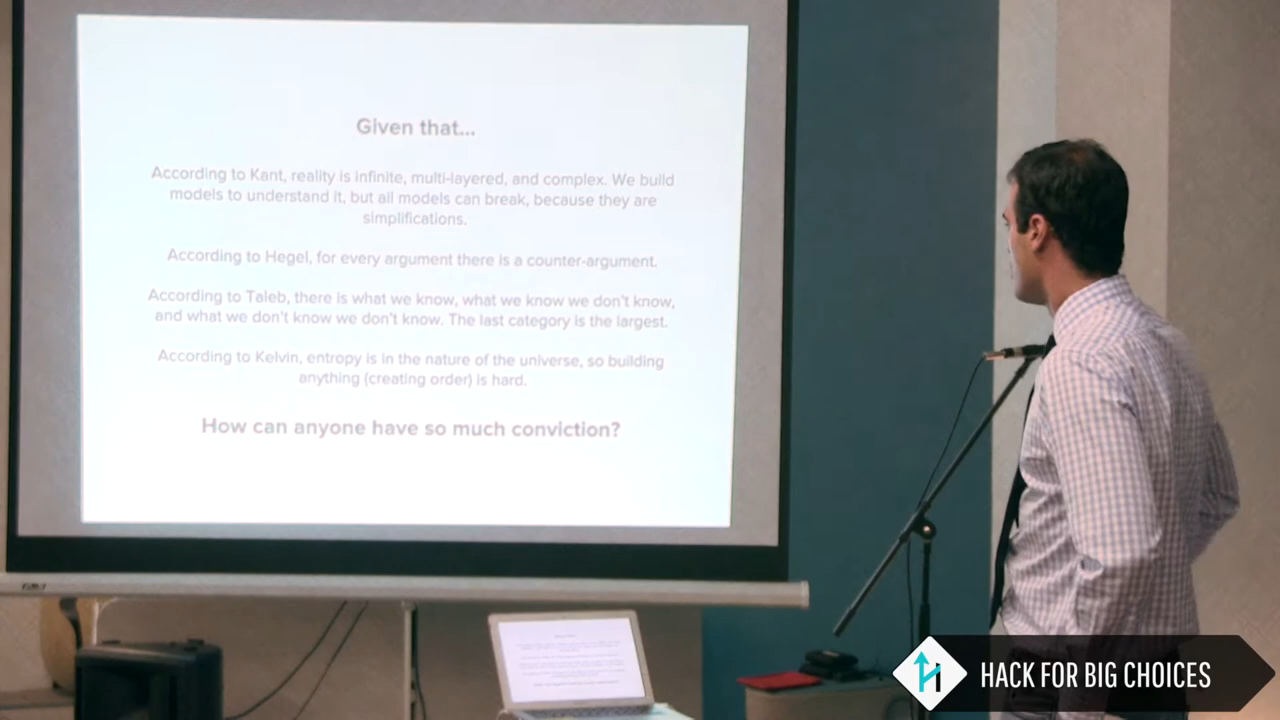 Given that...
According to Kant, reality is infinite, multi-layered, and complex. We build
models to understand it, but all models can break, because they are
simplifications.
According to Hegel, for every argument there is a counter-argument.
According to Taleb, there is what we know, what we know we don't know,
and what we don't know we don't know. The last category is the largest.
According to Kelvin, entropy is in the nature of the universe, so building
anything (creating order) is hard.
How can anyone have so much conviction?
HACK FOR BIG CHOICES